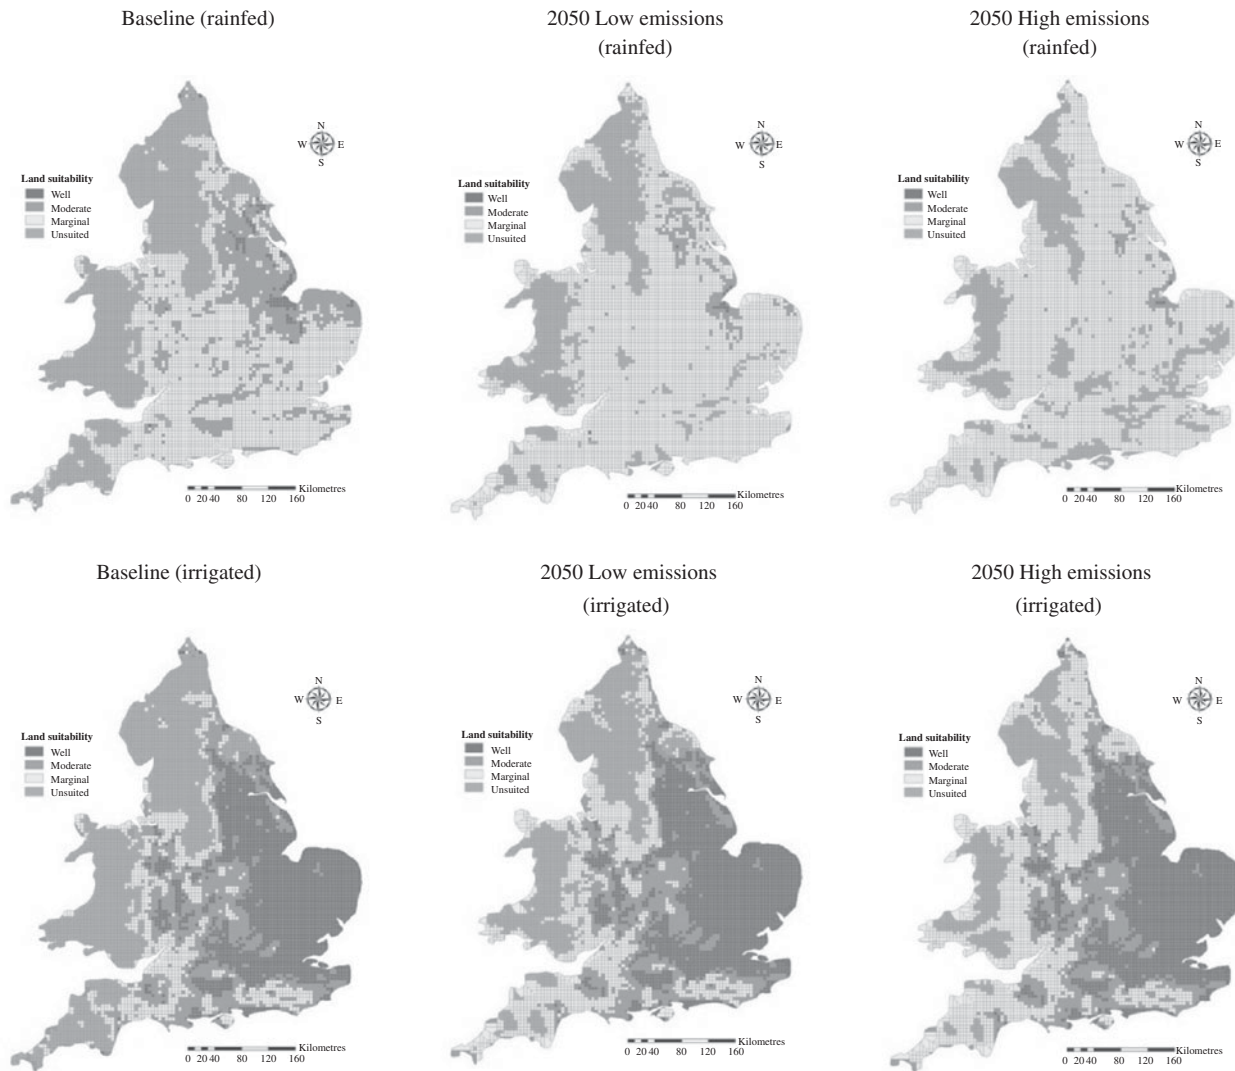 Baseline (rainfed)
2050 Low emissions
(rainfed)
2050 High emissions
(rainfed)
N
W E
S
Land suitability
Well
Moderate
Marginal
Unsuited
Kilometres
0 20 40 80 120 160
N
W E
S
Land suitability
Well
Moderate
Marginal
Unsuited
Kilometres
0 20 40 80 120 160
N
W E
S
Land suitability
Well
Moderate
Marginal
Unsuited
Kilometres
0 20 40 80 120 160
Baseline (irrigated)
2050 Low emissions
(irrigated)
2050 High emissions
(irrigated)
N
W E
S
Land suitability
Well
Moderate
Marginal
Unsuited
Kilometres
0 20 40 80 120 160
N
W E
S
Land suitability
Well
Moderate
Marginal
Unsuited
Kilometres
0 20 40 80 120 160
N
W E
S
Land suitability
Well
Moderate
Marginal
Unsuited
Kilometres
0 20 40 80 120 160